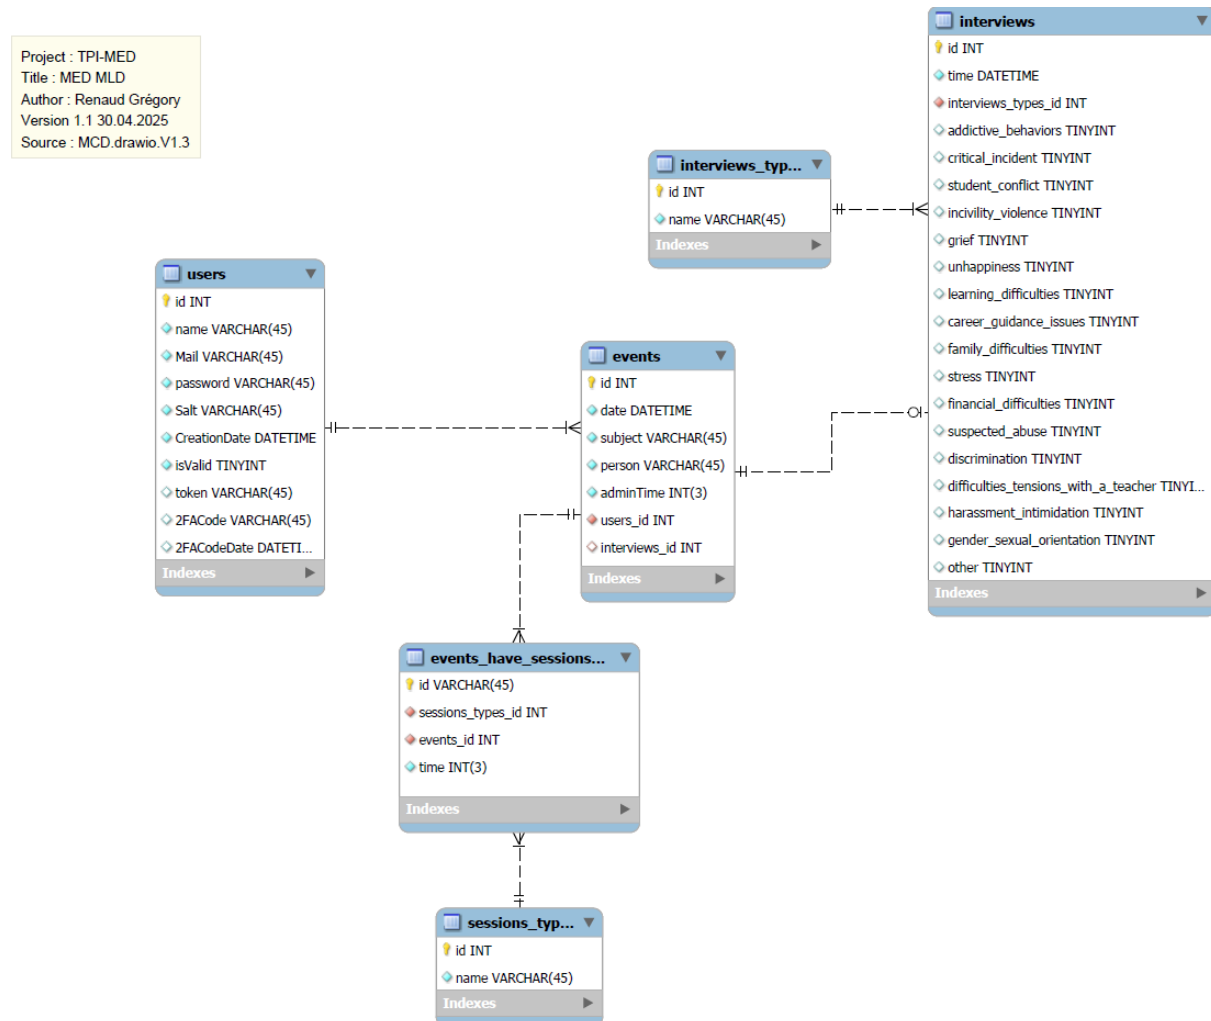 Project : TPI-MED
Title : MED MLD
Author : Renaud Grégory
Version 1.1 30.04.2025
Source : MCD.drawio.V1.3
interviews
id INT
time DATETIME
interviews_types_id INT
addictive_behaviors TINYINT
critical_incident TINYINT
student_conflict TINYINT
incivility_violence TINYINT
grief TINYINT
unhappiness TINYINT
learning_difficulties TINYINT
career_guidance_issues TINYINT
family_difficulties TINYINT
stress TINYINT
financial_difficulties TINYINT
suspected_abuse TINYINT
discrimination TINYINT
difficulties_tensions_with_a_teacher TINYI...
harassment_intimidation TINYINT
gender_sexual_orientation TINYINT
other TINYINT
Indexes
interviews_typ...
id INT
name VARCHAR(45)
Indexes
users
id INT
name VARCHAR(45)
Mail VARCHAR(45)
password VARCHAR(45)
Salt VARCHAR(45)
CreationDate DATETIME
isValid TINYINT
token VARCHAR(45)
2FACode VARCHAR(45)
2FACodeDate DATETI...
Indexes
events
id INT
date DATETIME
subject VARCHAR(45)
person VARCHAR(45)
adminTime INT(3)
users_id INT
interviews_id INT
Indexes
events_have_sessions...
id VARCHAR(45)
sessions_types_id INT
events_id INT
time INT(3)
Indexes
sessions_typ...
id INT
name VARCHAR(45)
Indexes